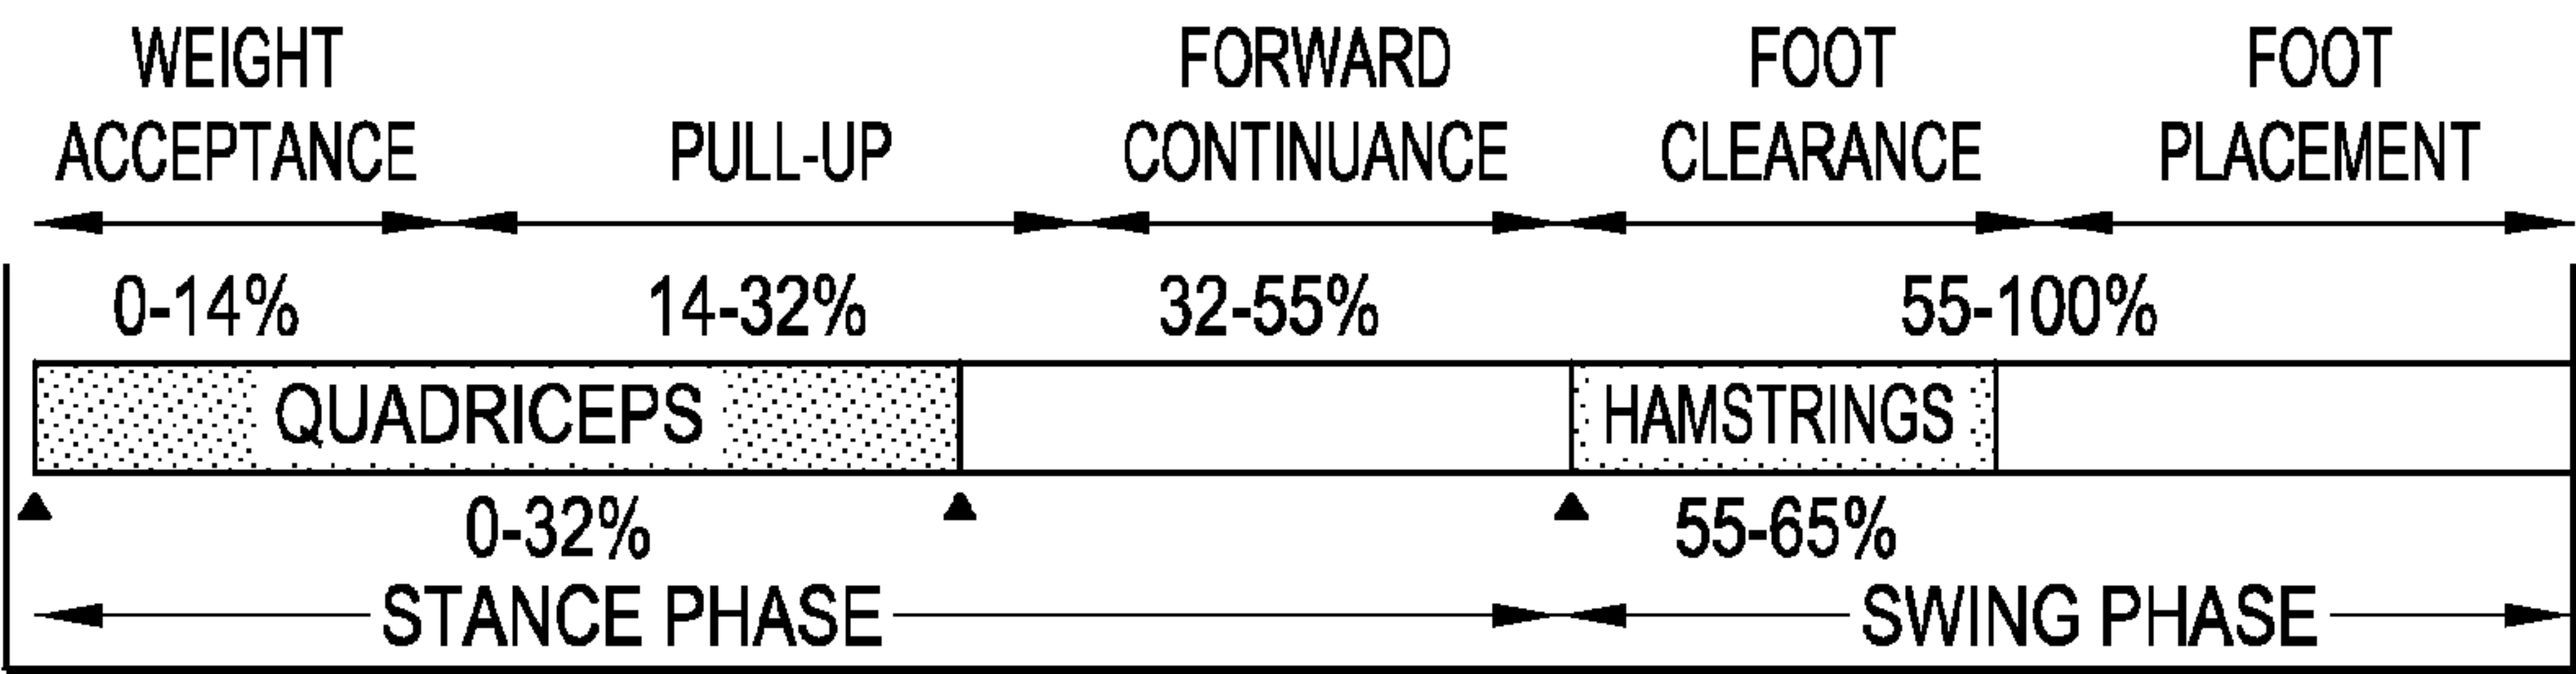 WEIGHT
ACCEPTANCE
PULL-UP
FORWARD
CONTINUANCE
FOOT
CLEARANCE
FOOT
PLACEMENT
0-14%
14-32%
32-55%
55-100%
QUADRICEPS
HAMSTRINGS
0-32%
55-65%
STANCE PHASE
SWING PHASE